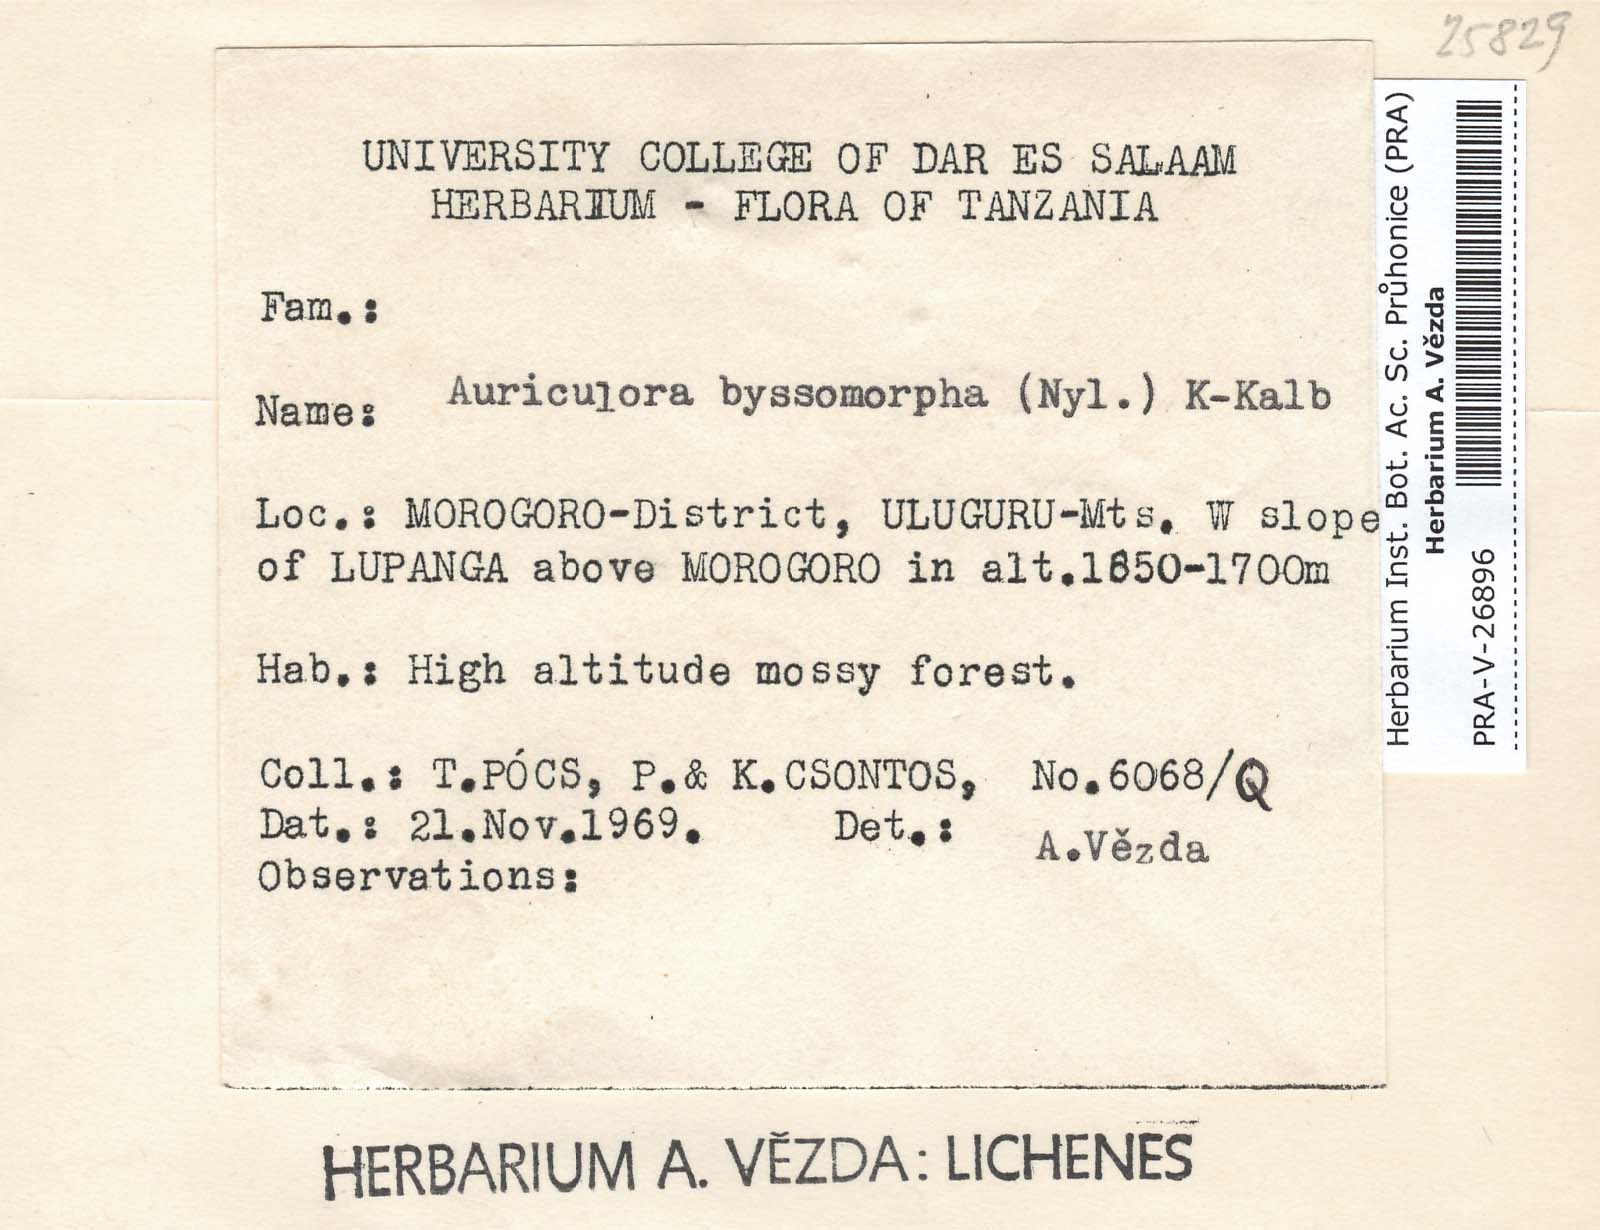 25829
UNIVERSITY COLLEGE OF DAR ES SALAAM
HERBARIUM - FLORA OF TANZANIA
Fam.:
Name: Auriculora byssomorpha (Nyl.) K-Kalb
Loc.: MOROGORO-District, ULUGURU-Mts. W slope
of LUPANGA above MOROGORO in alt.1650-1700m
Hab.: High altitude mossy forest.
Coll.: T.PÓCS, P.& K.CSONTOS, No.6068/Q
Dat.: 21.Nov.1969. Det.: A.Vězda
Observations:
HERBARIUM A. VĚZDA: LICHENES
Herbarium Inst. Bot. Ac. Sc. Průhonice (PRA)
Herbarium A. Vězda
PRA-V-26896